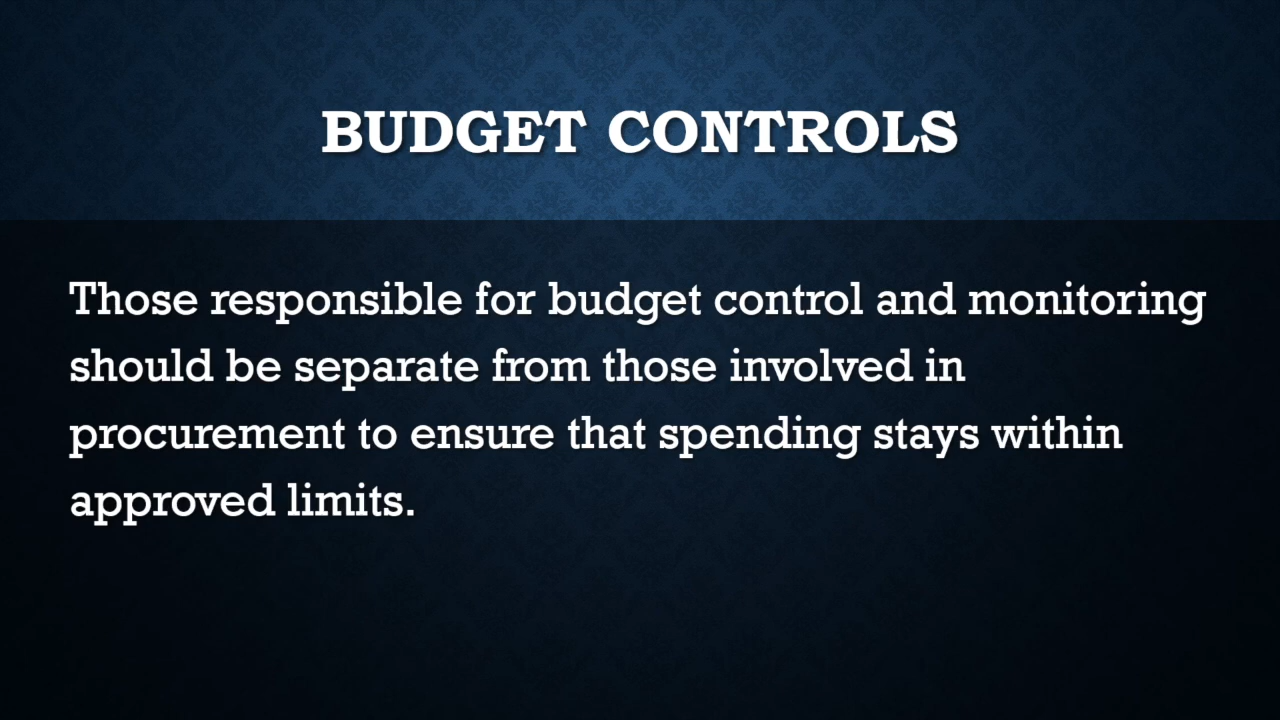 BUDGET CONTROLS
Those responsible for budget control and monitoring
should be separate from those involved in
procurement to ensure that spending stays within
approved limits.